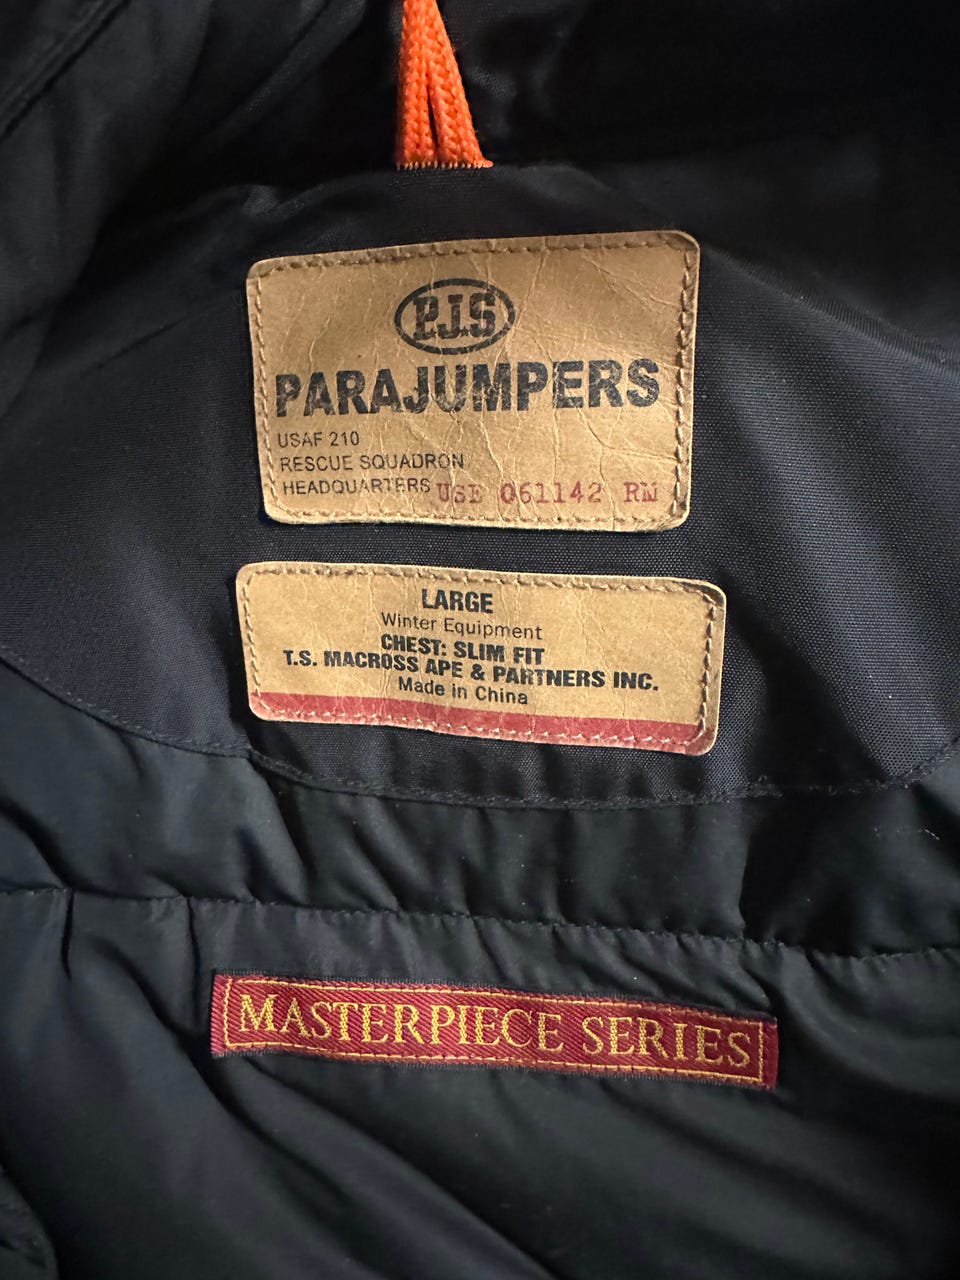 P.J.S
PARAJUMPERS
USAF 210
RESCUE SQUADRON
HEADQUARTERS USE 061142 RN
LARGE
Winter Equipment
CHEST: SLIM FIT
T.S. MACROSS APE & PARTNERS INC.
Made in China
MASTERPIECE SERIES